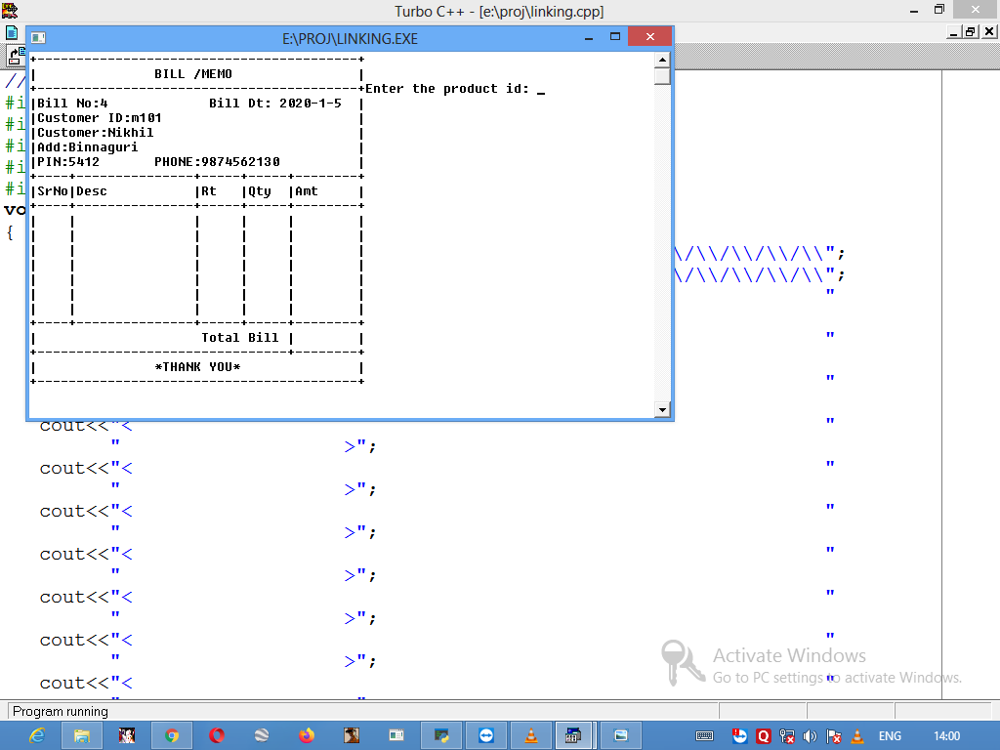 Turbo C++ - [e:\proj\linking.cpp]
E:\PROJ\LINKING.EXE
BILL /MEMO
Enter the product id: _
Bill No:4 Bill Dt: 2020-1-5
Customer ID:m101
Customer:Nikhil
Add:Binnaguri
PIN:5412 PHONE:9874562130
SrNo|Desc |Rt |Qty |Amt
Total Bill
*THANK YOU*
//
#i
#i
#i
#i
#i
vo
{
\/\\/\\/\\/\\";
\/\\/\\/\\/\\";
"
"
"
cout<<"< "
" >";
cout<<"< "
" >";
cout<<"< "
" >";
cout<<"< "
" >";
cout<<"< "
" >";
cout<<"< "
" >";
cout<<"< "
Activate Windows
Go to PC settings to activate Windows.
Program running
ENG 14:00